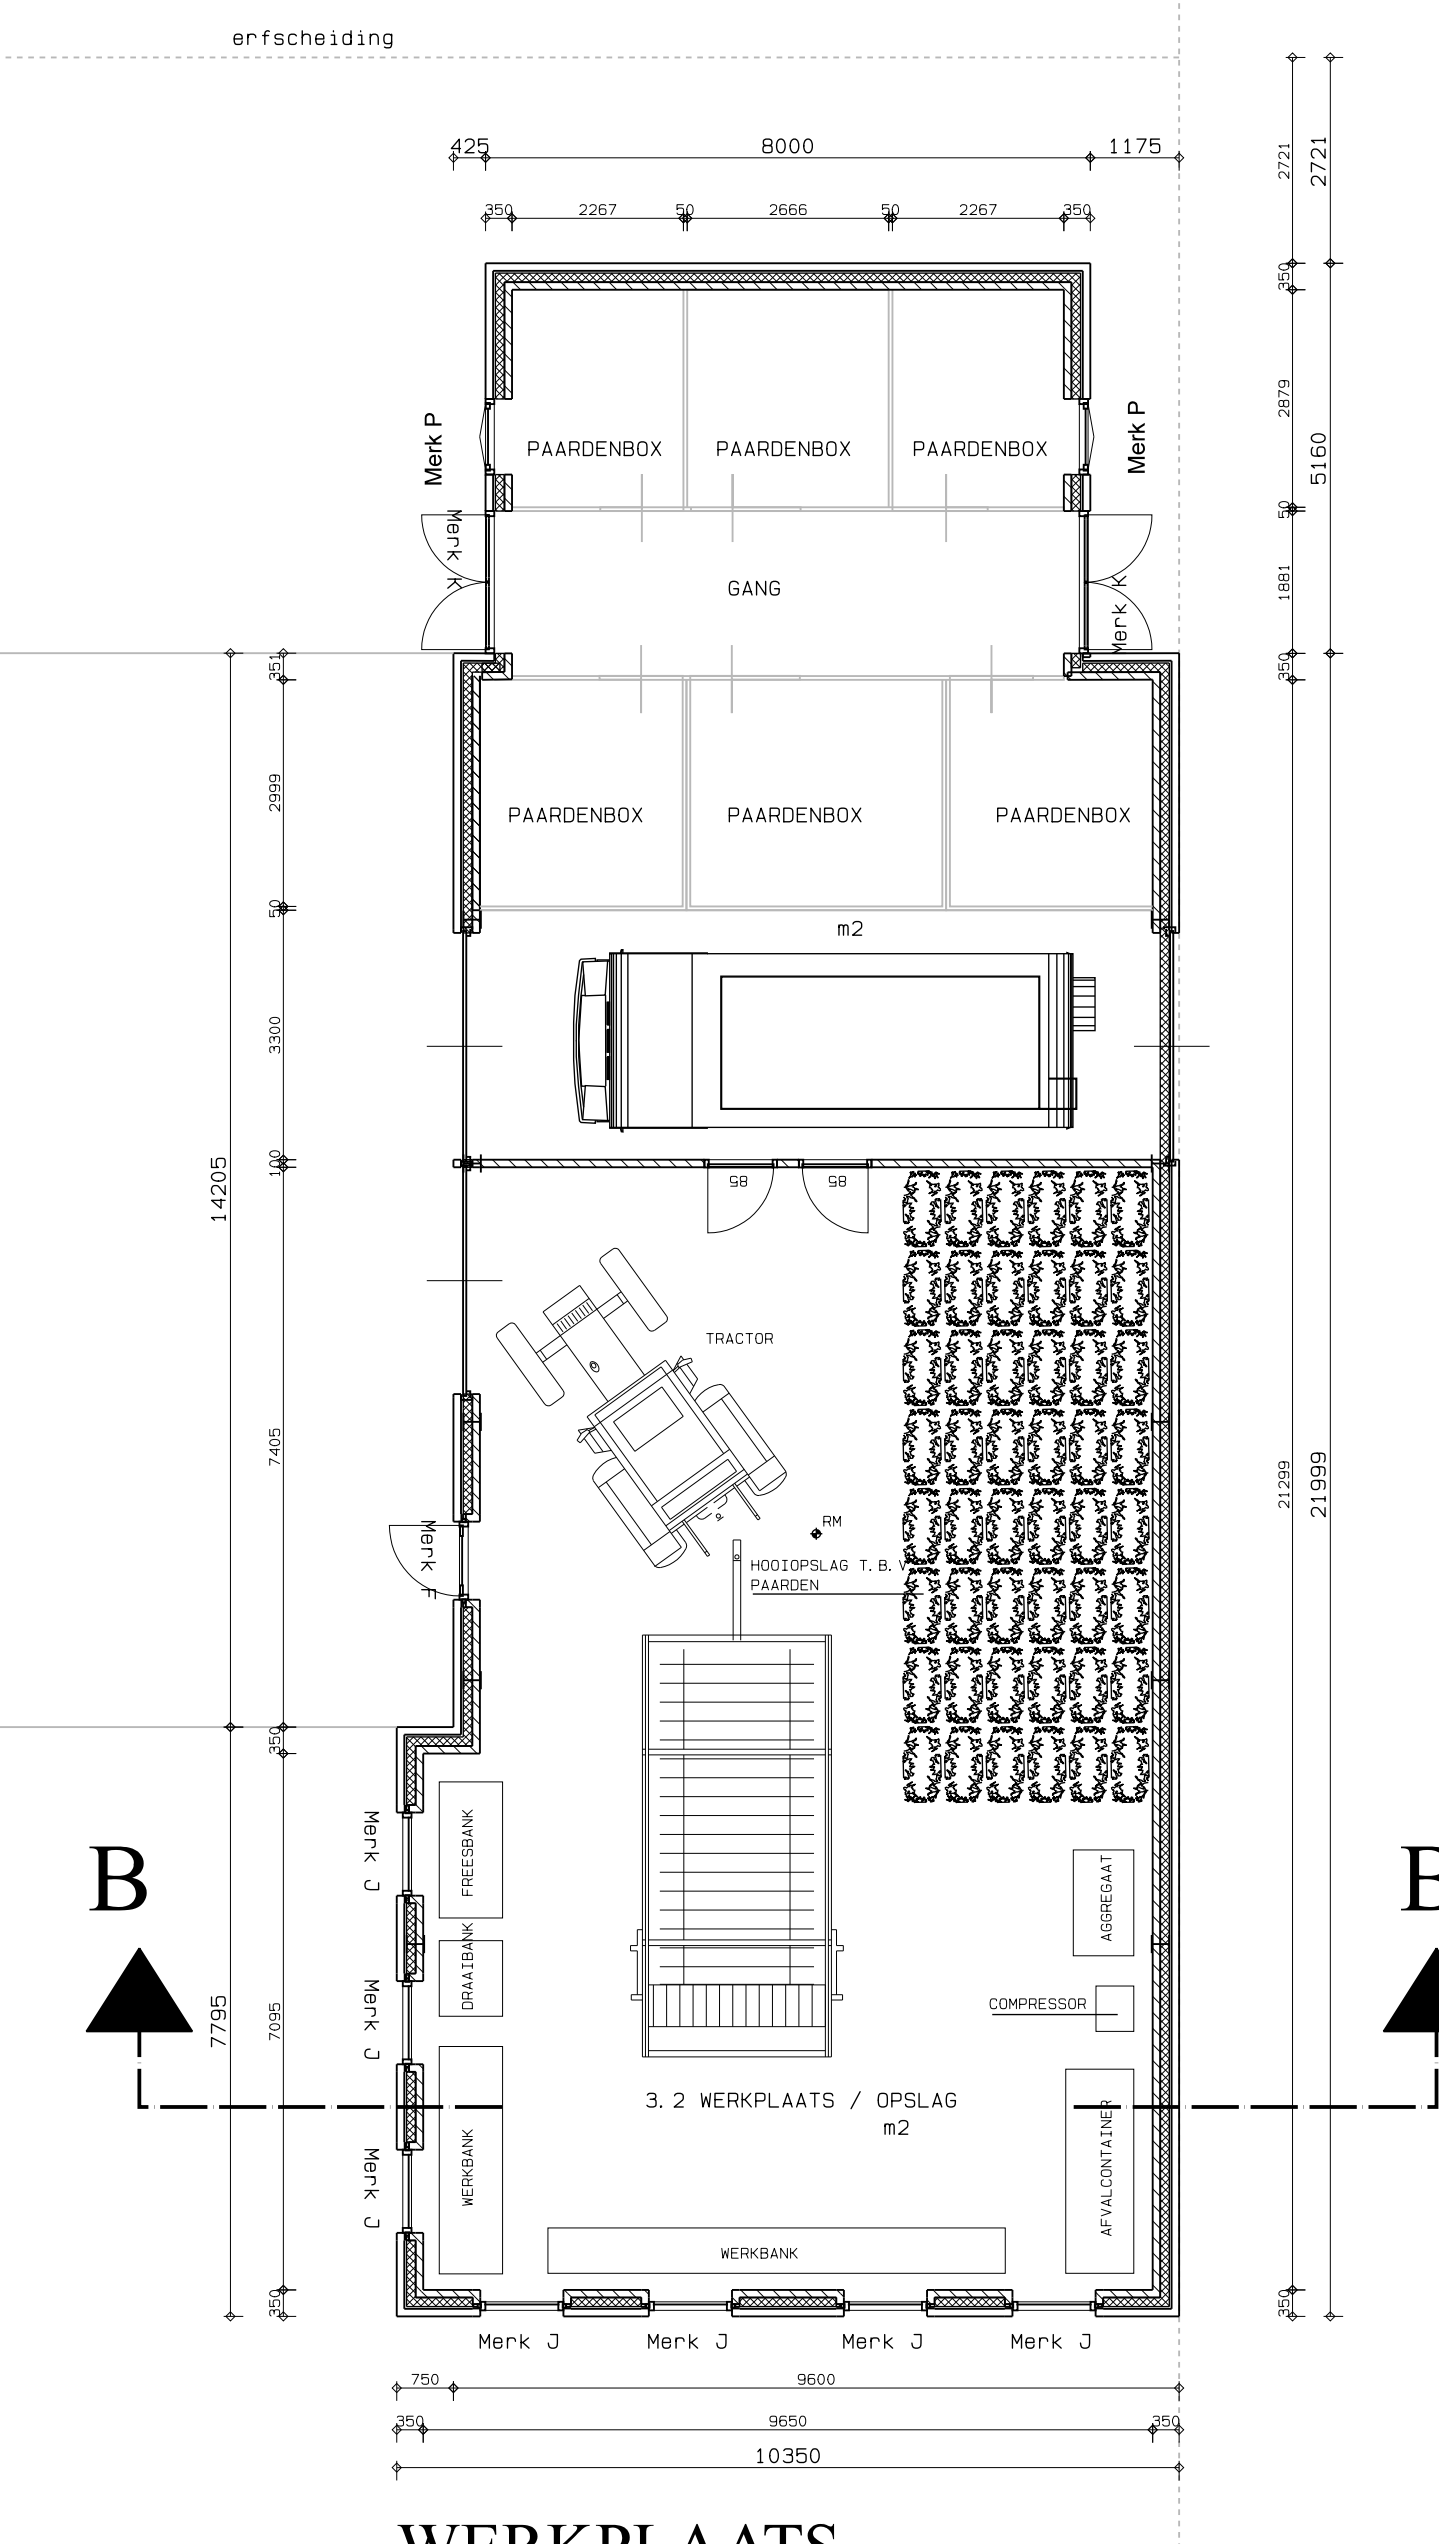 erfscheiding
425 8000 1175
350 2267 50 2666 50 2267 350
2721 2721
350
2879
5160
50
1881
350
Merk P
Merk P
PAARDENBOX PAARDENBOX PAARDENBOX
Merk K
GANG
Merk K
351
2999
50
3300
100
14205
7405
350
7095
7795
350
PAARDENBOX PAARDENBOX PAARDENBOX
m2
85 85
TRACTOR
RM
HOOIOPSLAG T.B.V
PAARDEN
Merk F
21299
21999
350
B
B
Merk J
FREESBANK
DRAAIBANK
Merk J
AGGREGAAT
COMPRESSOR
3.2 WERKPLAATS / OPSLAG
m2
Merk J
WERKBANK
AFVALCONTAINER
WERKBANK
Merk J Merk J Merk J Merk J
750 9600
350 9650 350
10350
WERKPLAATS